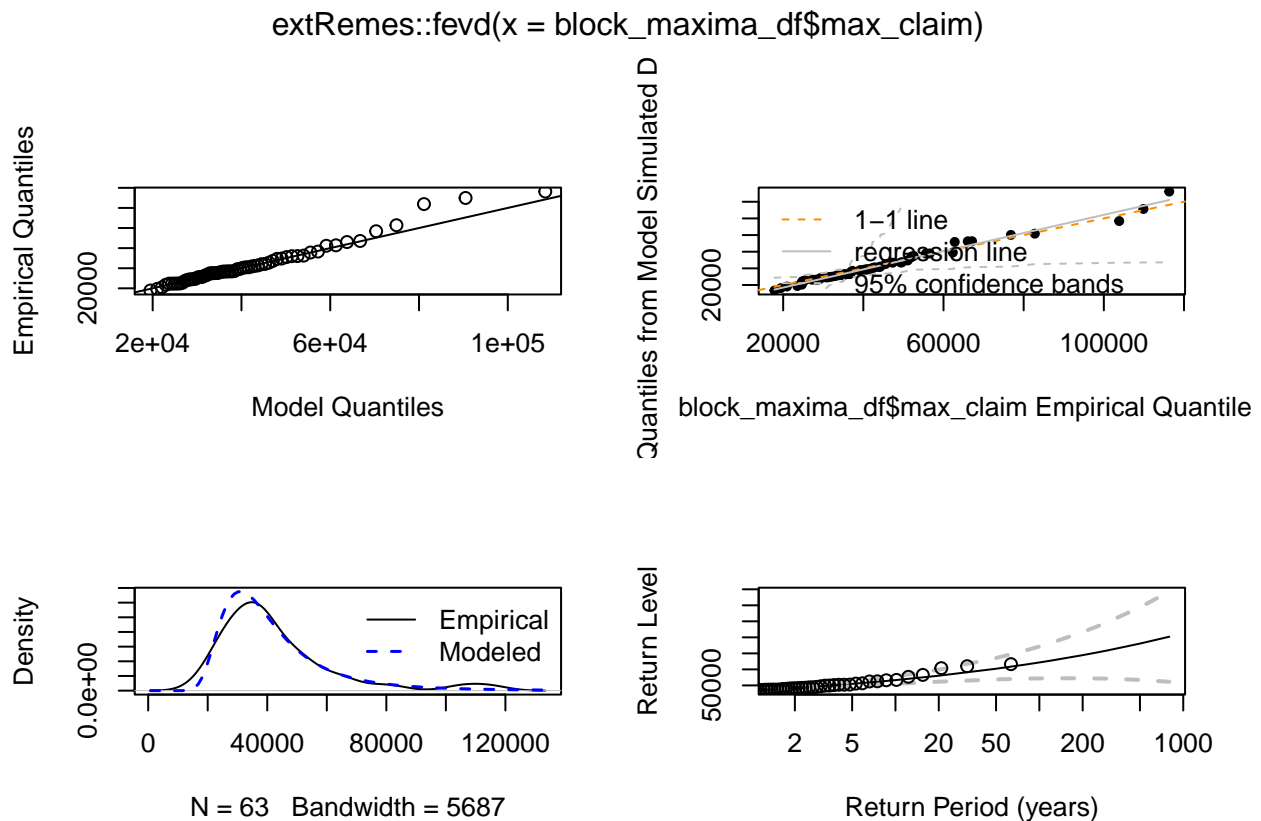 extRemes::fevd(x = block_maxima_df$max_claim)
Empirical Quantiles
20000
2e+04 6e+04 1e+05
Model Quantiles
Quantiles from Model Simulated D
20000
1−1 line
regression line
95% confidence bands
20000 60000 100000
block_maxima_df$max_claim Empirical Quantile
Density
0.0e+00
Empirical
Modeled
0 40000 80000 120000
N = 63 Bandwidth = 5687
Return Level
50000
2 5 20 50 200 1000
Return Period (years)